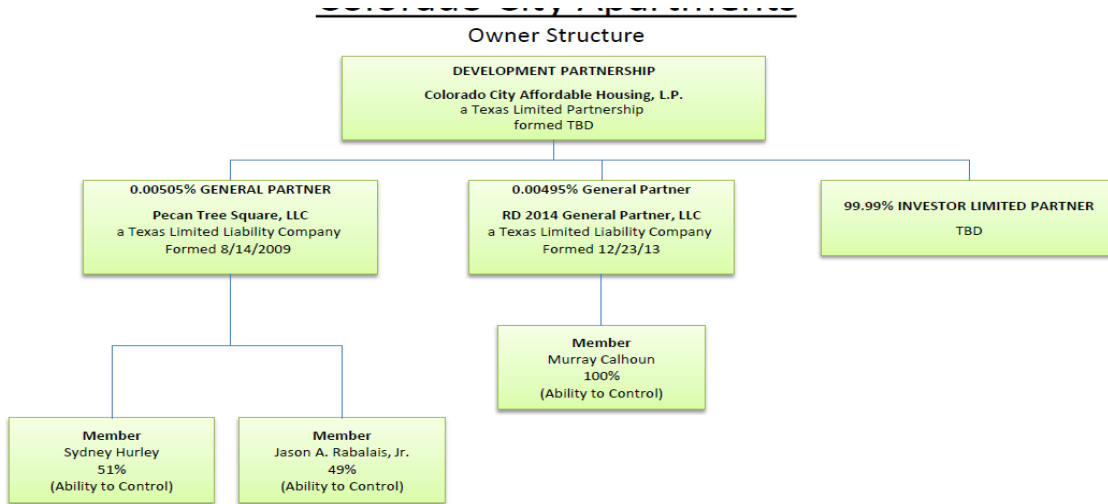 Colorado City Apartments
Owner Structure
DEVELOPMENT PARTNERSHIP
Colorado City Affordable Housing, L.P.
a Texas Limited Partnership
formed TBD
0.00505% GENERAL PARTNER
Pecan Tree Square, LLC
a Texas Limited Liability Company
Formed 8/14/2009
0.00495% General Partner
RD 2014 General Partner, LLC
a Texas Limited Liability Company
Formed 12/23/13
99.99% INVESTOR LIMITED PARTNER
TBD
Member
Murray Calhoun
100%
(Ability to Control)
Member
Sydney Hurley
51%
(Ability to Control)
Member
Jason A. Rabalais, Jr.
49%
(Ability to Control)